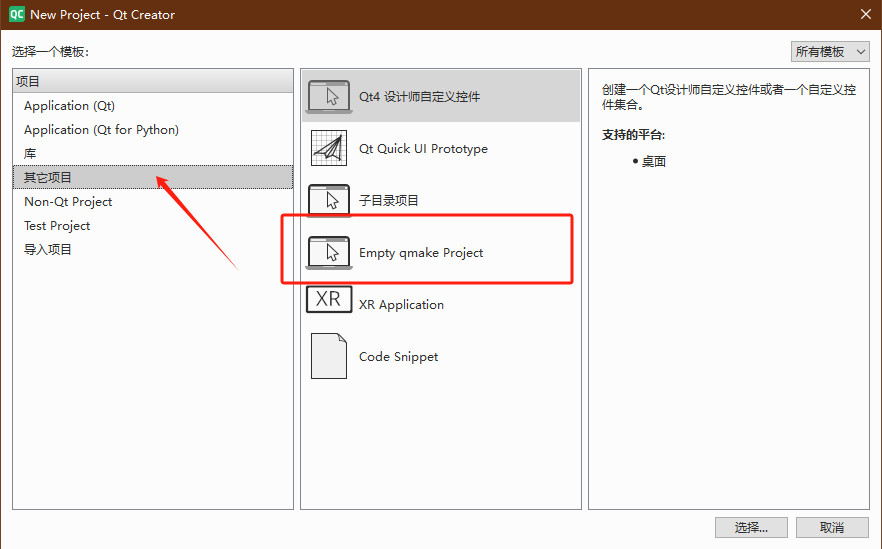 QC New Project - Qt Creator
选择一个模板:
所有模板
项目
Application (Qt)
Application (Qt for Python)
库
其它项目
Non-Qt Project
Test Project
导入项目
Qt4 设计师自定义控件
Qt Quick UI Prototype
子目录项目
Empty qmake Project
XR XR Application
Code Snippet
创建一个Qt设计师自定义控件或者一个自定义控
件集合。
支持的平台:
• 桌面
选择...
取消